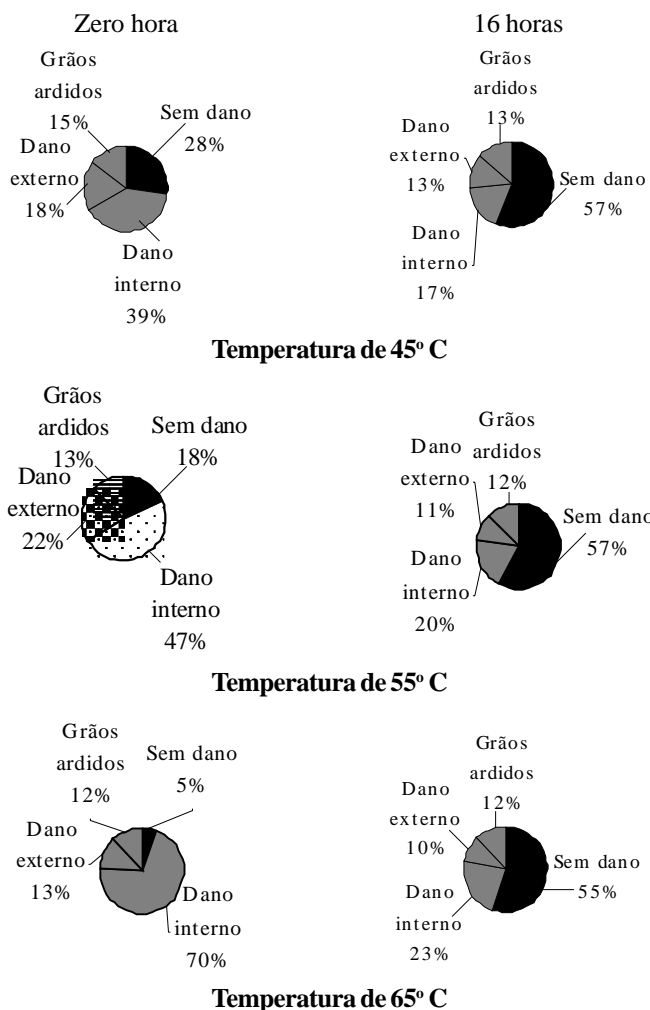 Zero hora
16 horas
Grãos
ardidos
15%
Sem dano
28%
Dano
externo
18%
Dano
interno
39%
Grãos
ardidos
13%
Dano
externo
13%
Sem dano
57%
Dano
interno
17%
Temperatura de 45º C
Grãos
ardidos
13%
Sem dano
18%
Dano
externo
22%
Dano
interno
47%
Grãos
ardidos
12%
Dano
externo
11%
Sem dano
57%
Dano
interno
20%
Temperatura de 55º C
Grãos
ardidos
12%
Sem dano
5%
Dano
externo
13%
Dano
interno
70%
Grãos
ardidos
12%
Dano
externo
10%
Sem dano
55%
Dano
interno
23%
Temperatura de 65º C